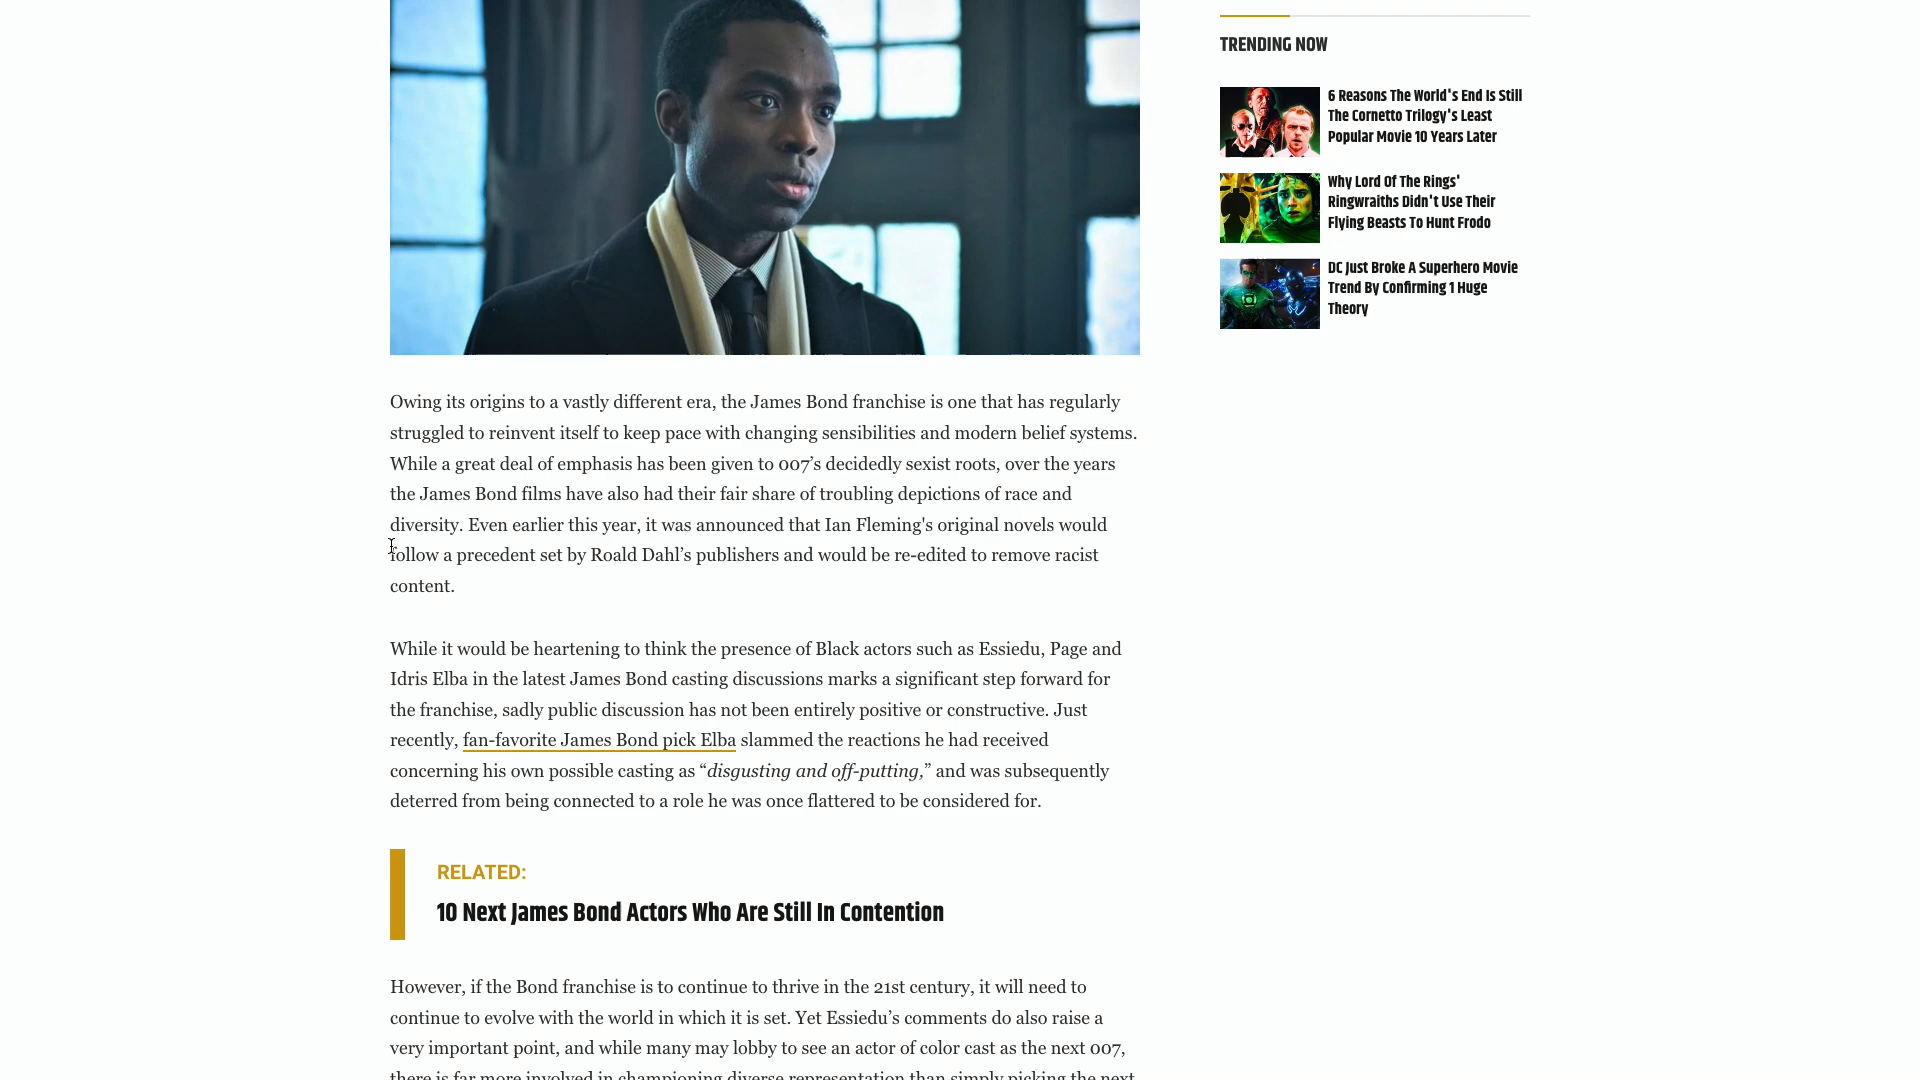 TRENDING NOW
6 Reasons The World's End Is Still
The Cornetto Trilogy's Least
Popular Movie 10 Years Later
Why Lord Of The Rings'
Ringwraiths Didn't Use Their
Flying Beasts To Hunt Frodo
DC Just Broke A Superhero Movie
Trend By Confirming 1 Huge
Theory
Owing its origins to a vastly different era, the James Bond franchise is one that has regularly
struggled to reinvent itself to keep pace with changing sensibilities and modern belief systems.
While a great deal of emphasis has been given to 007’s decidedly sexist roots, over the years
the James Bond films have also had their fair share of troubling depictions of race and
diversity. Even earlier this year, it was announced that Ian Fleming's original novels would
follow a precedent set by Roald Dahl’s publishers and would be re-edited to remove racist
content.
While it would be heartening to think the presence of Black actors such as Essiedu, Page and
Idris Elba in the latest James Bond casting discussions marks a significant step forward for
the franchise, sadly public discussion has not been entirely positive or constructive. Just
recently, fan-favorite James Bond pick Elba slammed the reactions he had received
concerning his own possible casting as “disgusting and off-putting,” and was subsequently
deterred from being connected to a role he was once flattered to be considered for.
RELATED:
10 Next James Bond Actors Who Are Still In Contention
However, if the Bond franchise is to continue to thrive in the 21st century, it will need to
continue to evolve with the world in which it is set. Yet Essiedu’s comments do also raise a
very important point, and while many may lobby to see an actor of color cast as the next 007,
there is far more involved in championing diverse representation than simply picking the next